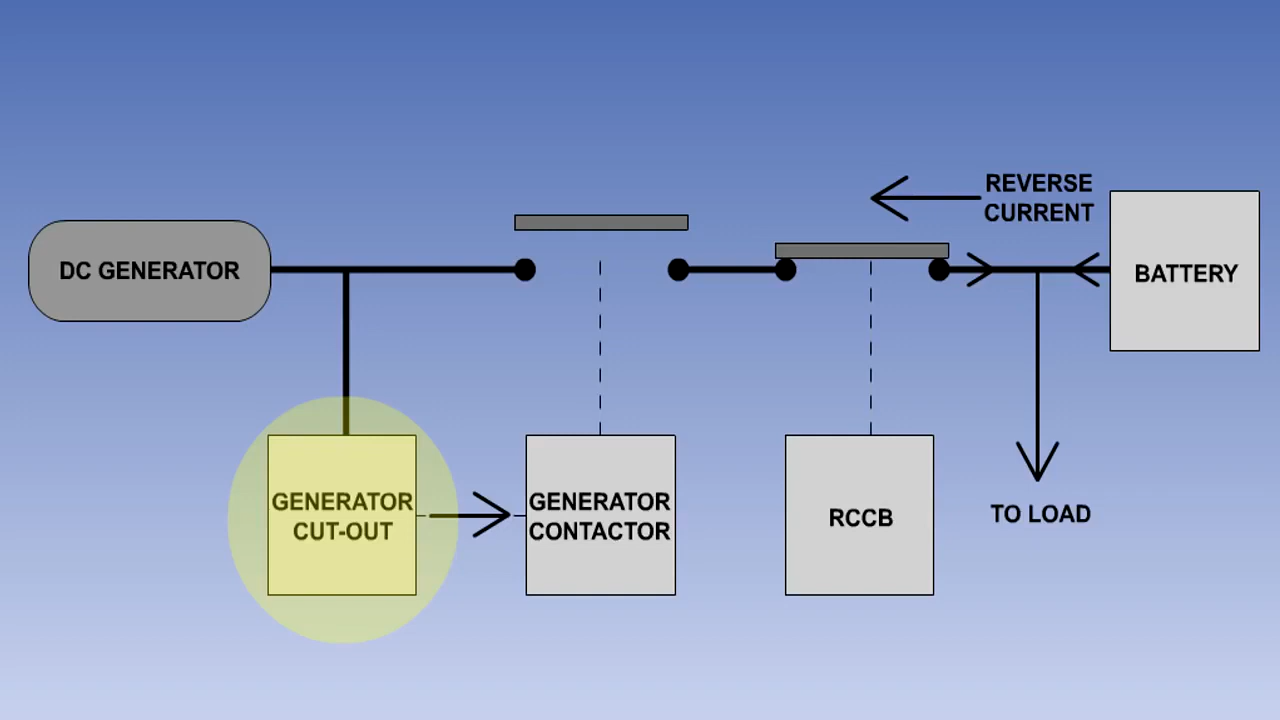 REVERSE
CURRENT
DC GENERATOR
BATTERY
GENERATOR
CUT-OUT
GENERATOR
CONTACTOR
RCCB
TO LOAD